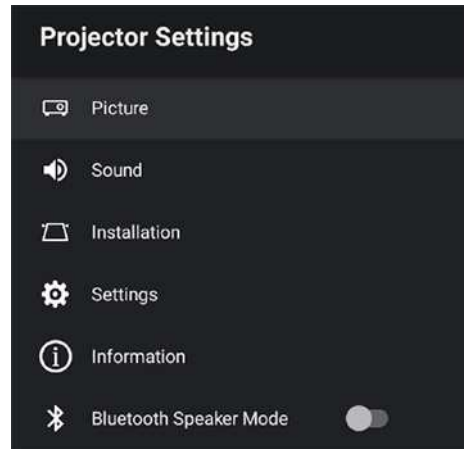 Projector Settings
Picture
Sound
Installation
Settings
Information
Bluetooth Speaker Mode